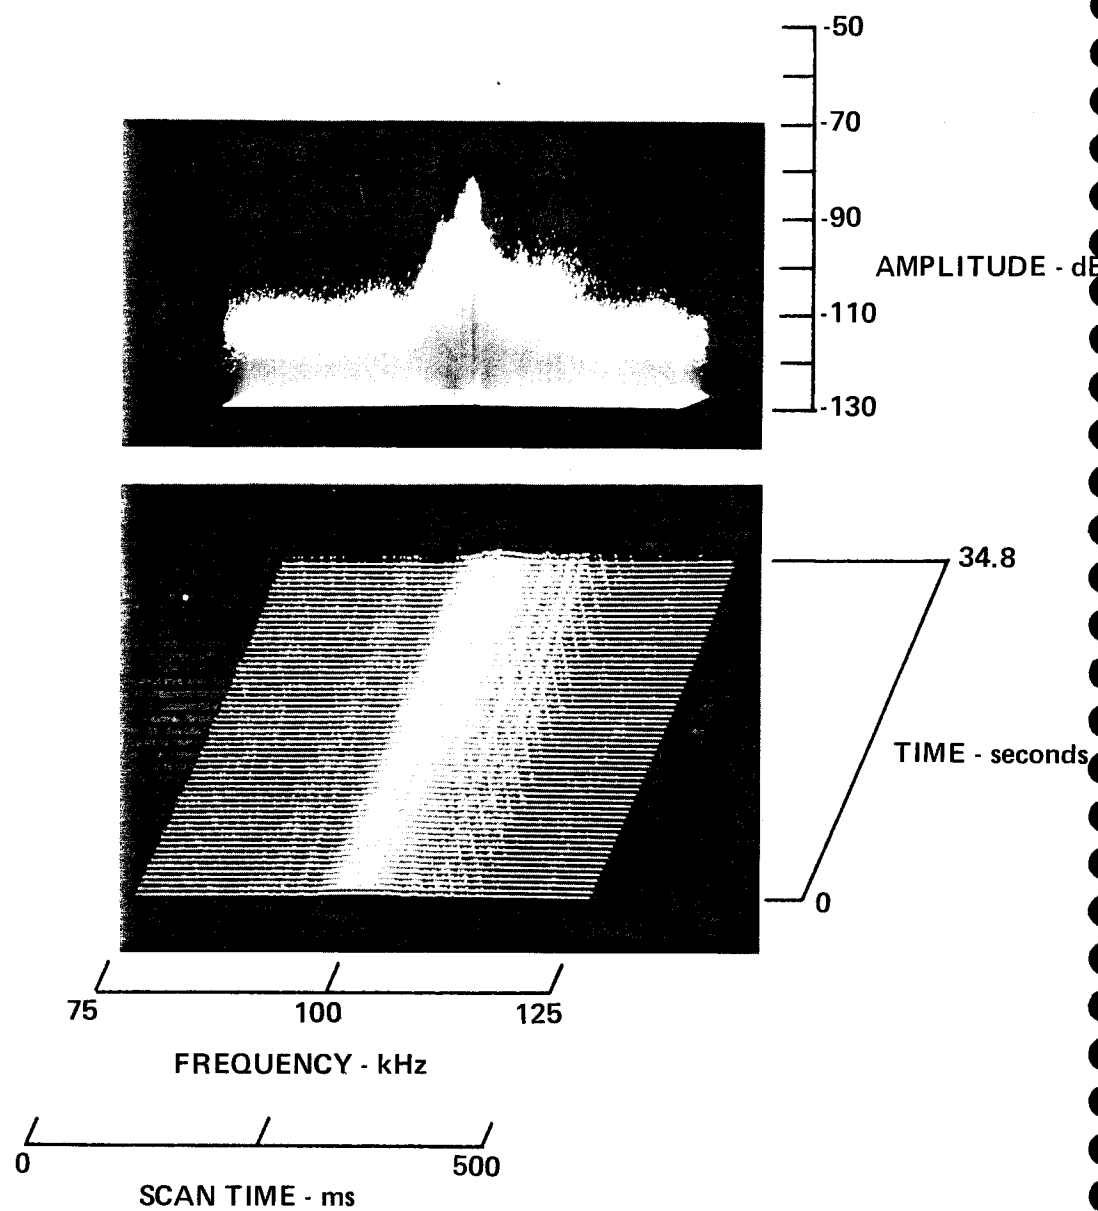 -50
-70
-90
AMPLITUDE - dB
-110
-130
34.8
TIME - seconds
0
75 100 125
FREQUENCY - kHz
0 500
SCAN TIME - ms